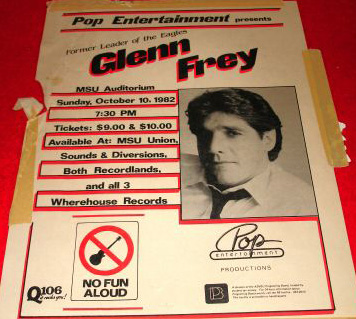 Pop Entertainment presents
Former Leader of the Eagles
Glenn
Frey
MSU Auditorium
Sunday, October 10, 1982
7:30 PM
Tickets: $9.00 & $10.00
Available At: MSU Union,
Sounds & Diversions,
Both Recordlands,
and all 3
Wherehouse Records
Q106
NO FUN
ALOUD
Pop
entertainment
PRODUCTIONS